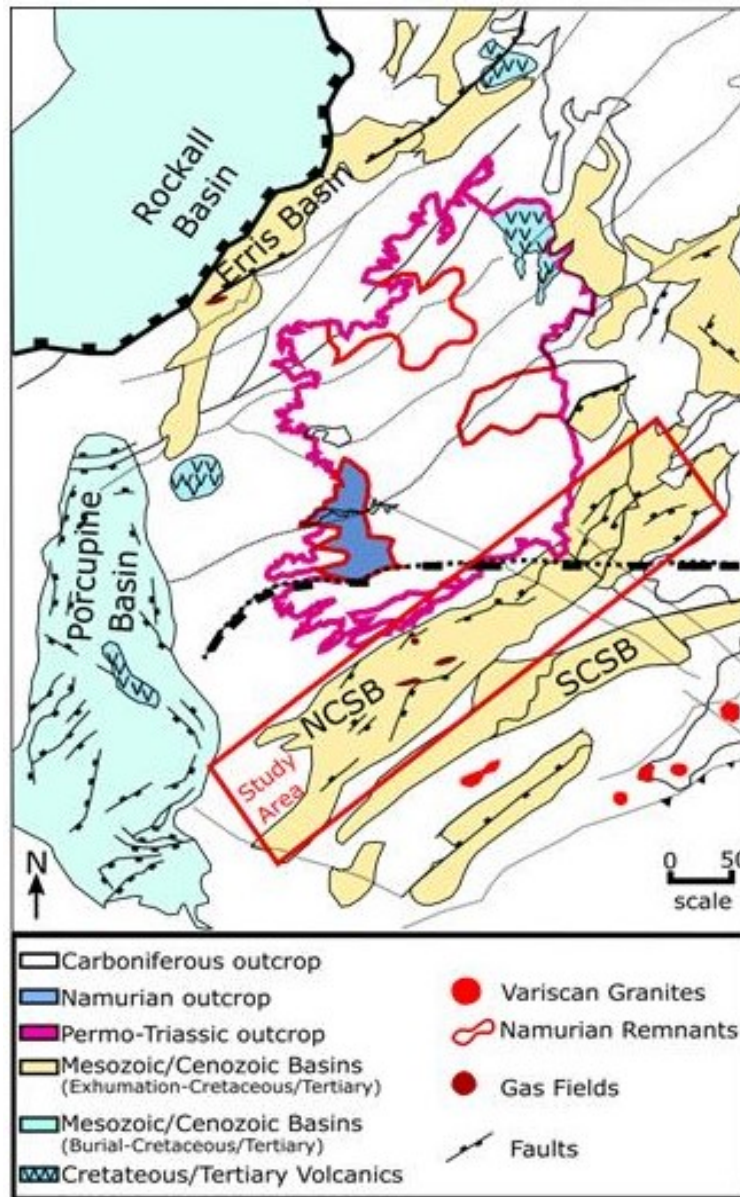 Rockall
Basin
Erris Basin
Porcupine
Basin
NCSB
SCSB
Study
Area
N
0 50
scale
Carboniferous outcrop
Namurian outcrop
Permo-Triassic outcrop
Mesozoic/Cenozoic Basins
(Exhumation-Cretaceous/Tertiary)
Mesozoic/Cenozoic Basins
(Burial-Cretaceous/Tertiary)
Cretateous/Tertiary Volcanics
Variscan Granites
Namurian Remnants
Gas Fields
Faults